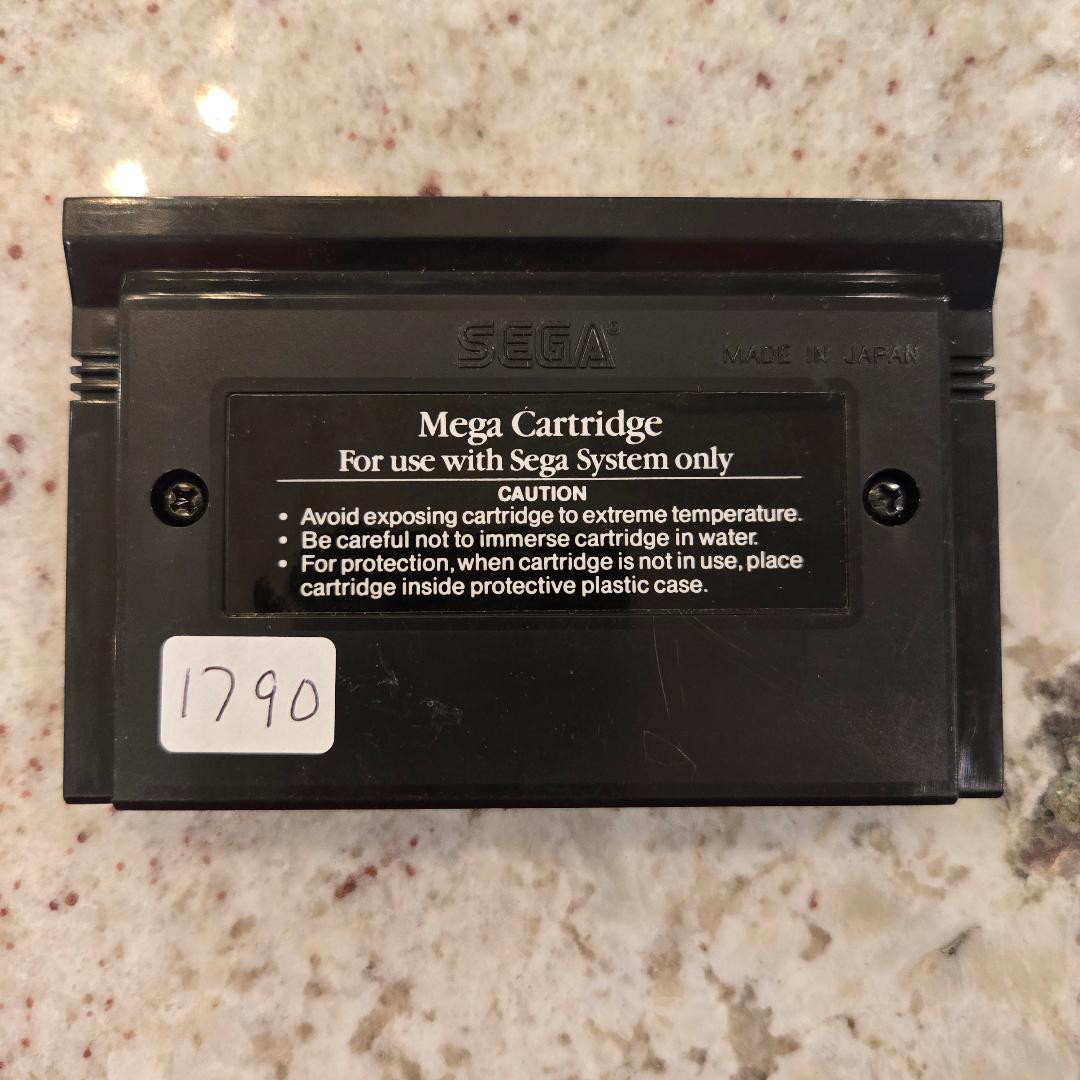 SEGA®
MADE IN JAPAN
Mega Cartridge
For use with Sega System only
CAUTION
• Avoid exposing cartridge to extreme temperature.
• Be careful not to immerse cartridge in water.
• For protection, when cartridge is not in use, place
cartridge inside protective plastic case.
1790